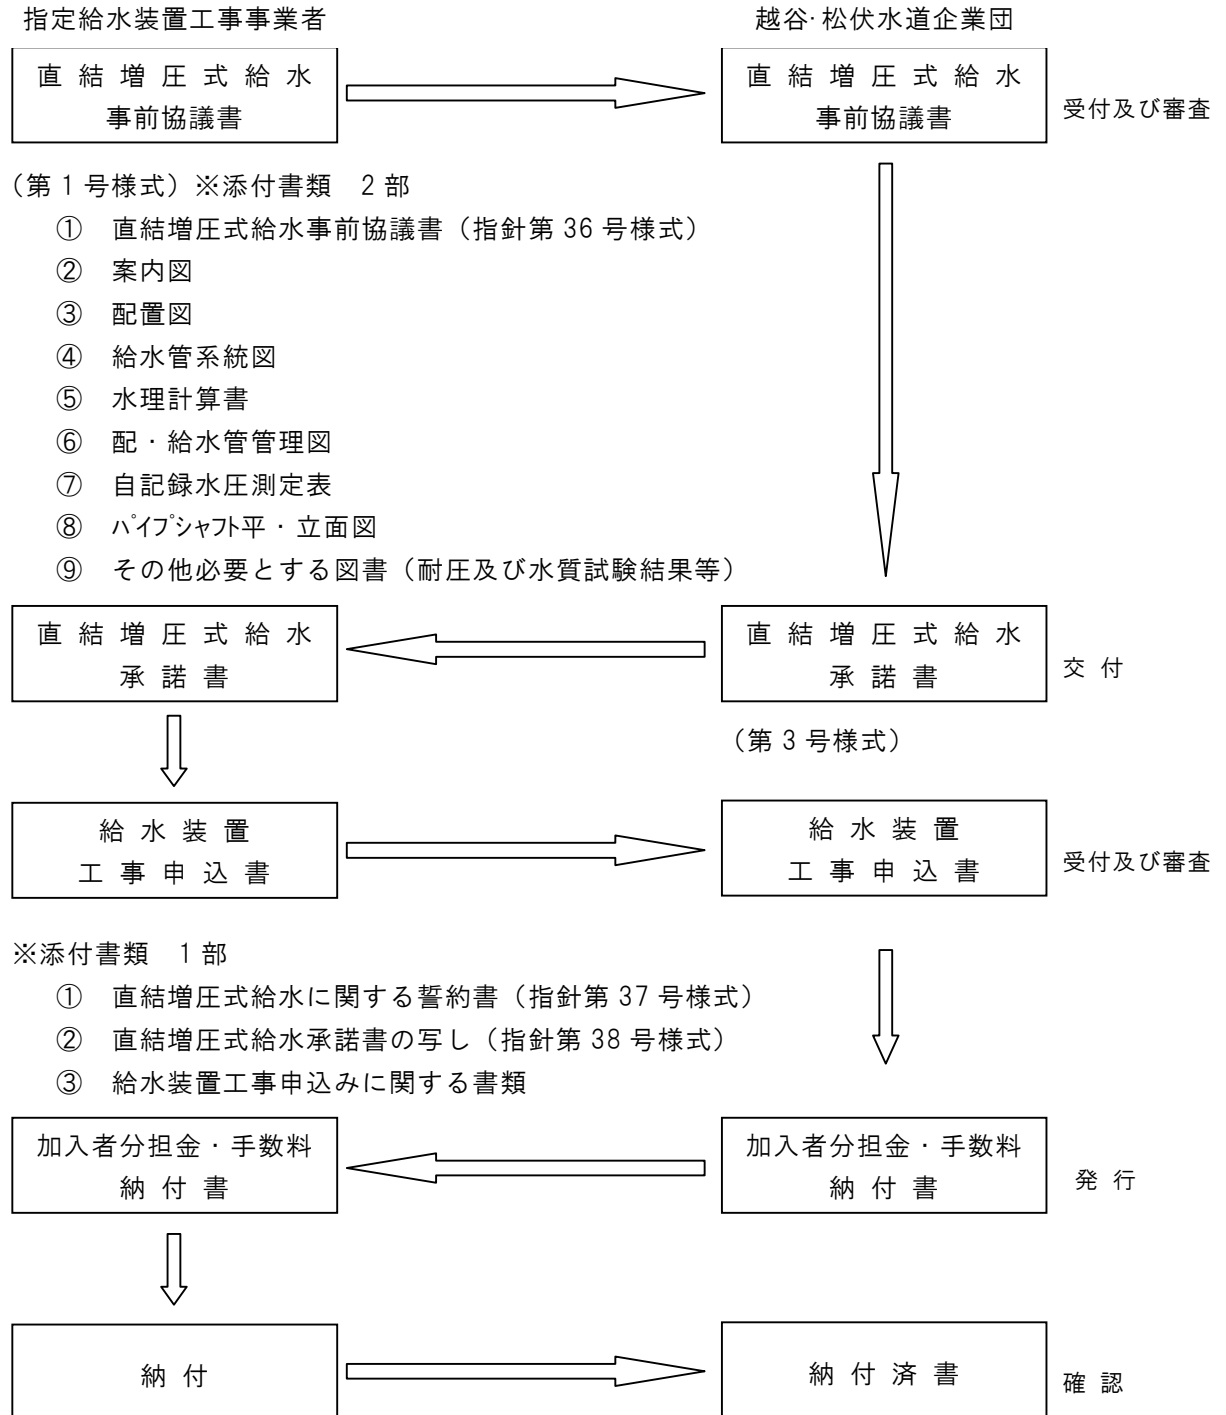 指定給水装置工事事業者
越谷・松伏水道企業団
直結増圧式給水
事前協議書
直結増圧式給水
事前協議書
受付及び審査
（第1号様式）※添付書類　2部
①　直結増圧式給水事前協議書（指針第36号様式）
②　案内図
③　配置図
④　給水管系統図
⑤　水理計算書
⑥　配・給水管管理図
⑦　自記録水圧測定表
⑧　ﾊﾟｲﾌﾟｼｬﾌﾄ平・立面図
⑨　その他必要とする図書（耐圧及び水質試験結果等）
直結増圧式給水
承諾書
直結増圧式給水
承諾書
交付
（第3号様式）
給水装置
工事申込書
給水装置
工事申込書
受付及び審査
※添付書類　1部
①　直結増圧式給水に関する誓約書（指針第37号様式）
②　直結増圧式給水承諾書の写し（指針第38号様式）
③　給水装置工事申込みに関する書類
加入者分担金・手数料
納付書
加入者分担金・手数料
納付書
発行
納付
納付済書
確認